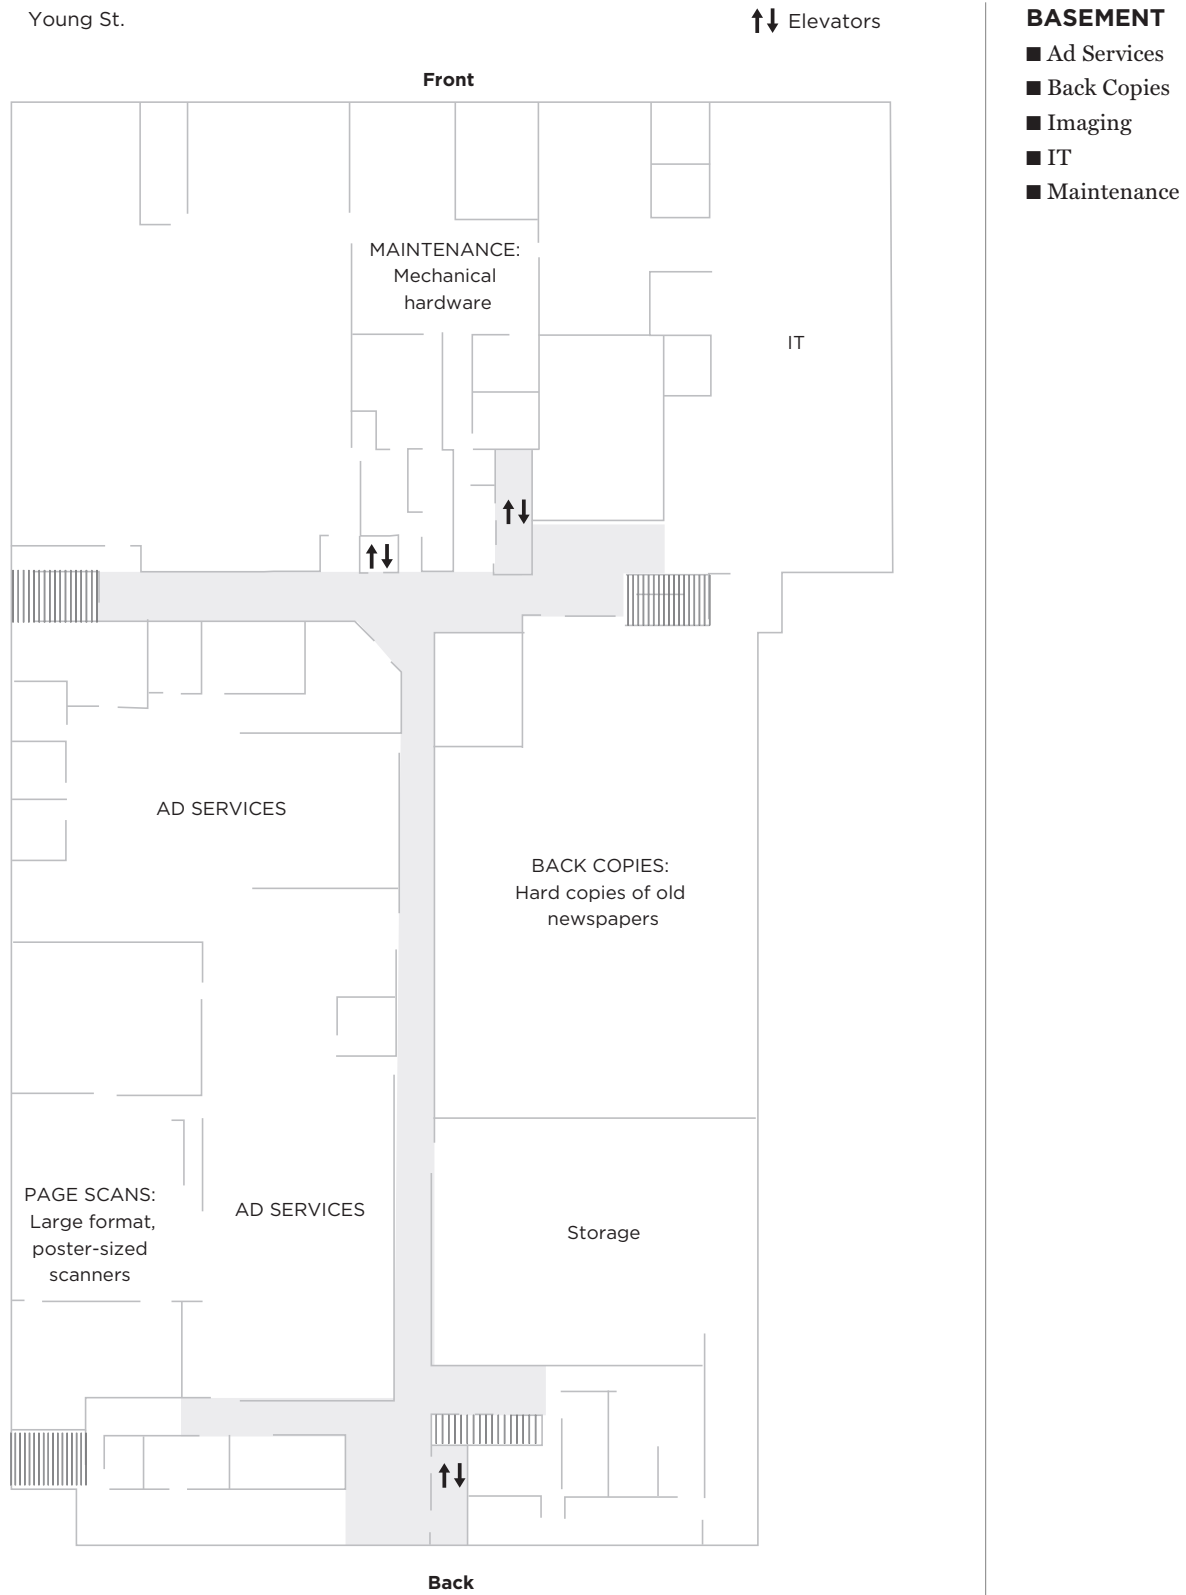 Young St.
Elevators
Front
MAINTENANCE:
Mechanical
hardware
IT
AD SERVICES
BACK COPIES:
Hard copies of old
newspapers
PAGE SCANS:
Large format,
poster-sized
scanners
AD SERVICES
Storage
Back
BASEMENT
Ad Services
Back Copies
Imaging
IT
Maintenance